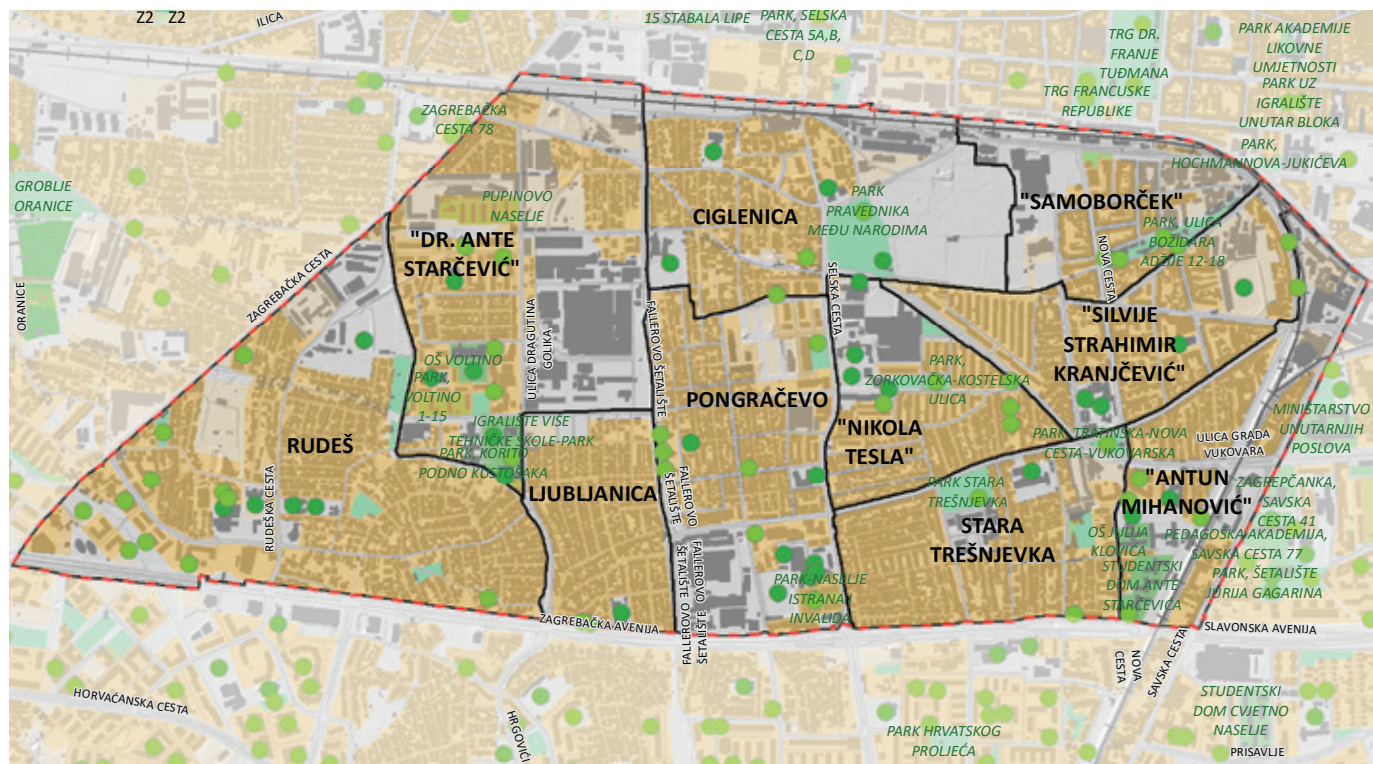 Z2 Z2
ILICA
15 STABALA LIPE
PARK, SELSKA
CESTA 5A,B,
C,D
TRG DR.
FRANJE
TUĐMANA
TRG FRANCUSKE
REPUBLIKE
PARK AKADEMIJE
LIKOVNE
UMJETNOSTI
PARK UZ
IGRALIŠTE
UNUTAR BLOKA
PARK,
HOCHMANNOVA-JUKIĆEVA
ZAGREBAČKA
CESTA 78
GROBLJE
ORANICE
PUPINOVO
NASELJE
"DR. ANTE
STARČEVIĆ"
CIGLENICA
PARK
PRAVEDNIKA
MEĐU NARODIMA
"SAMOBORČEK"
PARK, ULICA
BOŽIDARA
ADŽIJE 12-18
NOVA CESTA
ZAGREBAČKA CESTA
ORANICE
SELSKA CESTA
ULICA DRAGUTINA
GOLIKA
FALLEROVO ŠETALIŠTE
"SILVIJE
STRAHIMIR
KRANJČEVIĆ"
OŠ VOLTINO
PARK,
VOLTINO
1-15
PARK,
ZORKOVAČKA-KOSTELSKA
ULICA
PONGRAČEVO
IGRALIŠTE VIŠE
TEHNIČKE ŠKOLE-PARK
PARK, KORITO
PODNO KUSTOŠAKA
RUDEŠ
"NIKOLA
TESLA"
MINISTARSTVO
UNUTARNJIH
POSLOVA
PARK, TRATINSKA-NOVA
CESTA-VUKOVARSKA
ULICA GRADA
VUKOVARA
LJUBLJANICA
FALLEROVO
ŠETALIŠTE
PARK STARA
TREŠNJEVKA
"ANTUN
MIHANOVIĆ"
ZAGREPČANKA,
SAVSKA
CESTA 41
RUDEŠKA CESTA
STARA
TREŠNJEVKA
OŠ JULIJA
KLOVIĆA
PEDAGOŠKA AKADEMIJA,
SAVSKA CESTA 77
STUDENTSKI
DOM ANTE
STARČEVIĆA
PARK, ŠETALIŠTE
JURIJA GAGARINA
PARK-NASELJE
ISTRANA I
INVALIDA
FALLEROVO ŠETALIŠTE
FALLEROVO ŠETALIŠTE
ZAGREBAČKA AVENIJA
SLAVONSKA AVENIJA
NOVA
CESTA
SAVSKA CESTA
HORVAĆANSKA CESTA
HRGOVIĆI
PARK HRVATSKOG
PROLJEĆA
STUDENTSKI
DOM CVJETNO
NASELJE
PRISAVLJE